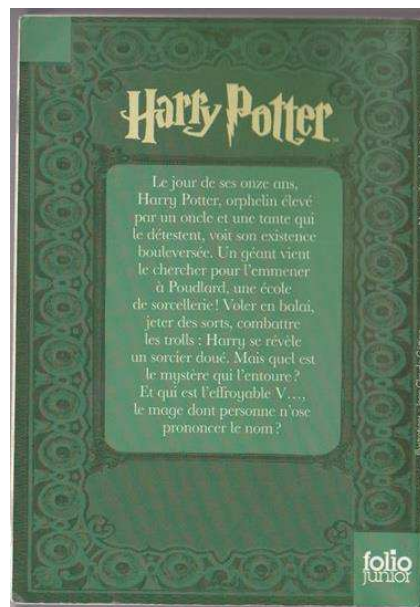 Harry Potter
TM
Le jour de ses onze ans,
Harry Potter, orphelin élevé
par un oncle et une tante qui
le détestent, voit son existence
bouleversée. Un géant vient
le chercher pour l'emmener
à Poudlard, une école
de sorcellerie ! Voler en balai,
jeter des sorts, combattre
les trolls : Harry se révèle
un sorcier doué. Mais quel est
le mystère qui l'entoure ?
Et qui est l'effroyable V...,
le mage dont personne n'ose
prononcer le nom ?
folio
junior